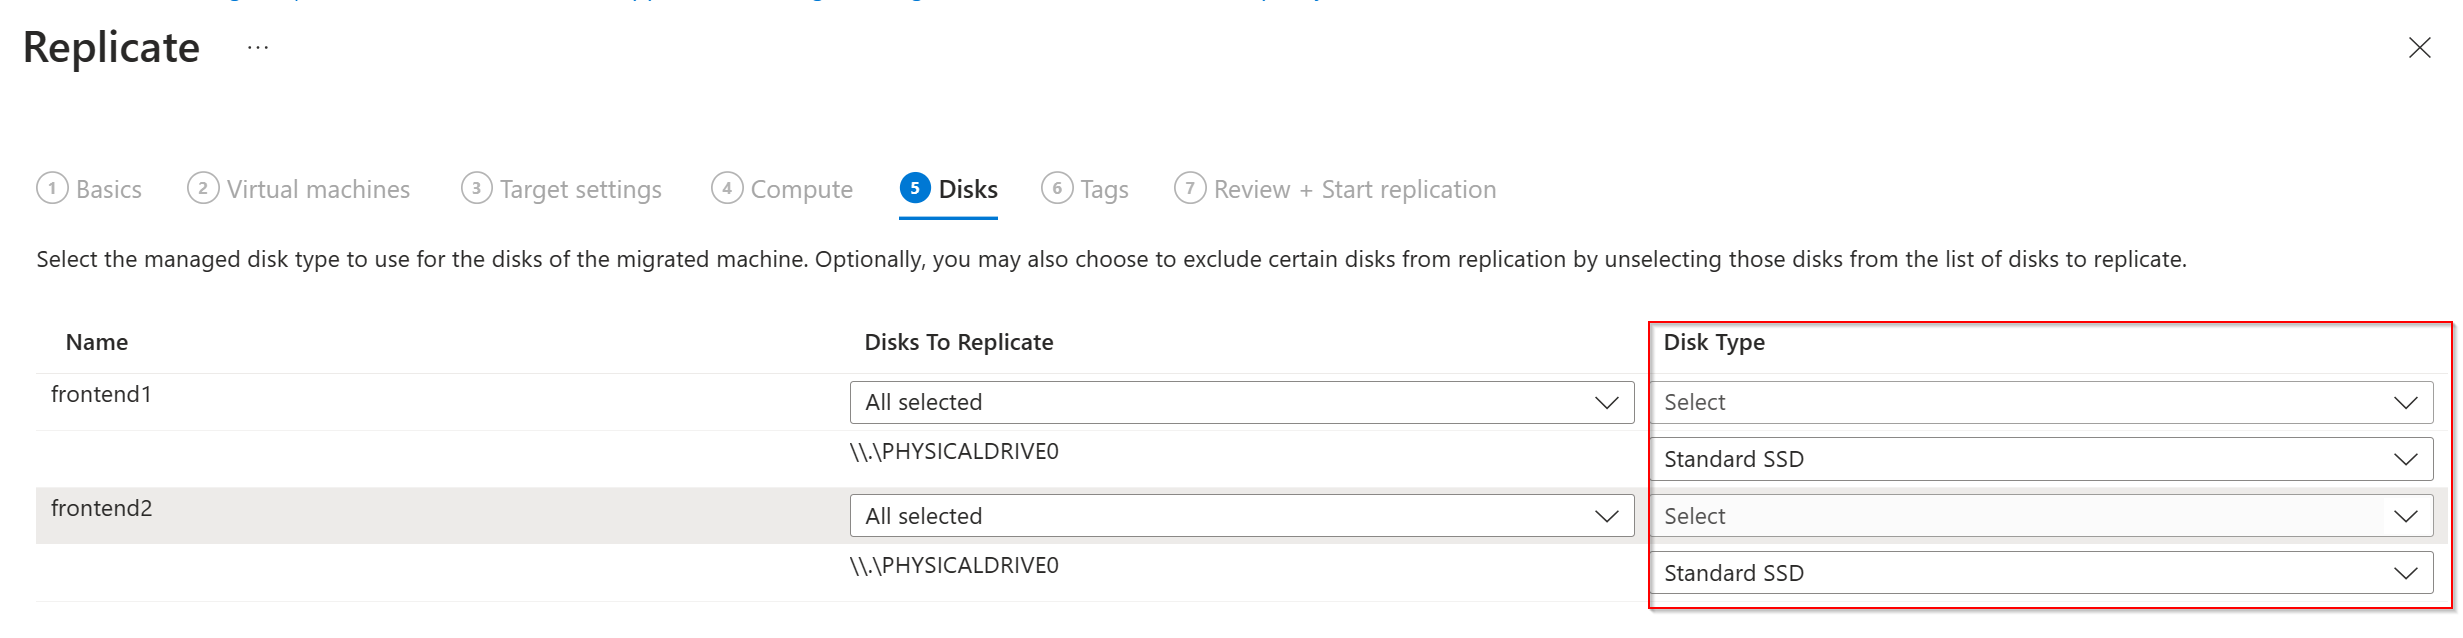 Replicate ...
1 Basics 2 Virtual machines 3 Target settings 4 Compute 5 Disks 6 Tags 7 Review + Start replication
Select the managed disk type to use for the disks of the migrated machine. Optionally, you may also choose to exclude certain disks from replication by unselecting those disks from the list of disks to replicate.
Name Disks To Replicate Disk Type
frontend1 All selected Select
\\.\PHYSICALDRIVE0 Standard SSD
frontend2 All selected Select
\\.\PHYSICALDRIVE0 Standard SSD